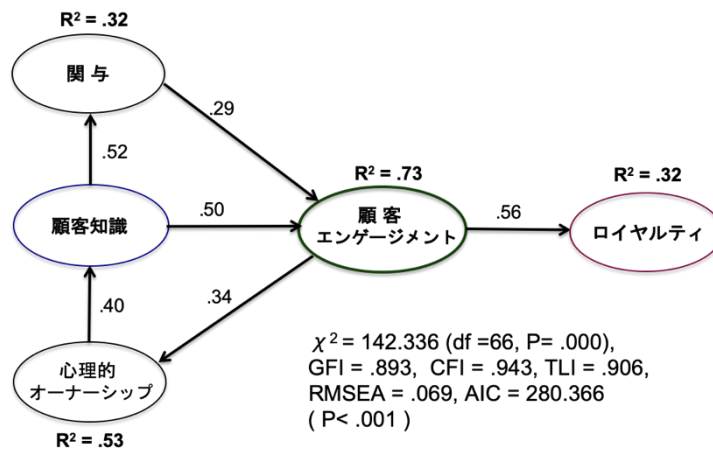 R² = .32
関 与
.29
.52
R² = .73
R² = .32
顧客知識
.50
顧 客
エンゲージメント
.56
ロイヤルティ
.40
.34
心理的
オーナーシップ
R² = .53
χ² = 142.336 (df =66, P= .000),
GFI = .893, CFI = .943, TLI = .906,
RMSEA = .069, AIC = 280.366
( P< .001 )